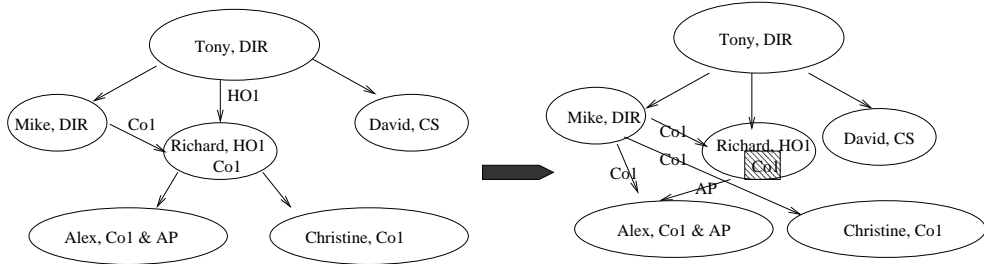 Tony, DIR
HO1
Mike, DIR
Co1
David, CS
Richard, HO1
Co1
Alex, Co1 & AP
Christine, Co1
Tony, DIR
Mike, DIR
Co1
David, CS
Richard, HO1
Co1
Co1
Co1
AP
Alex, Co1 & AP
Christine, Co1